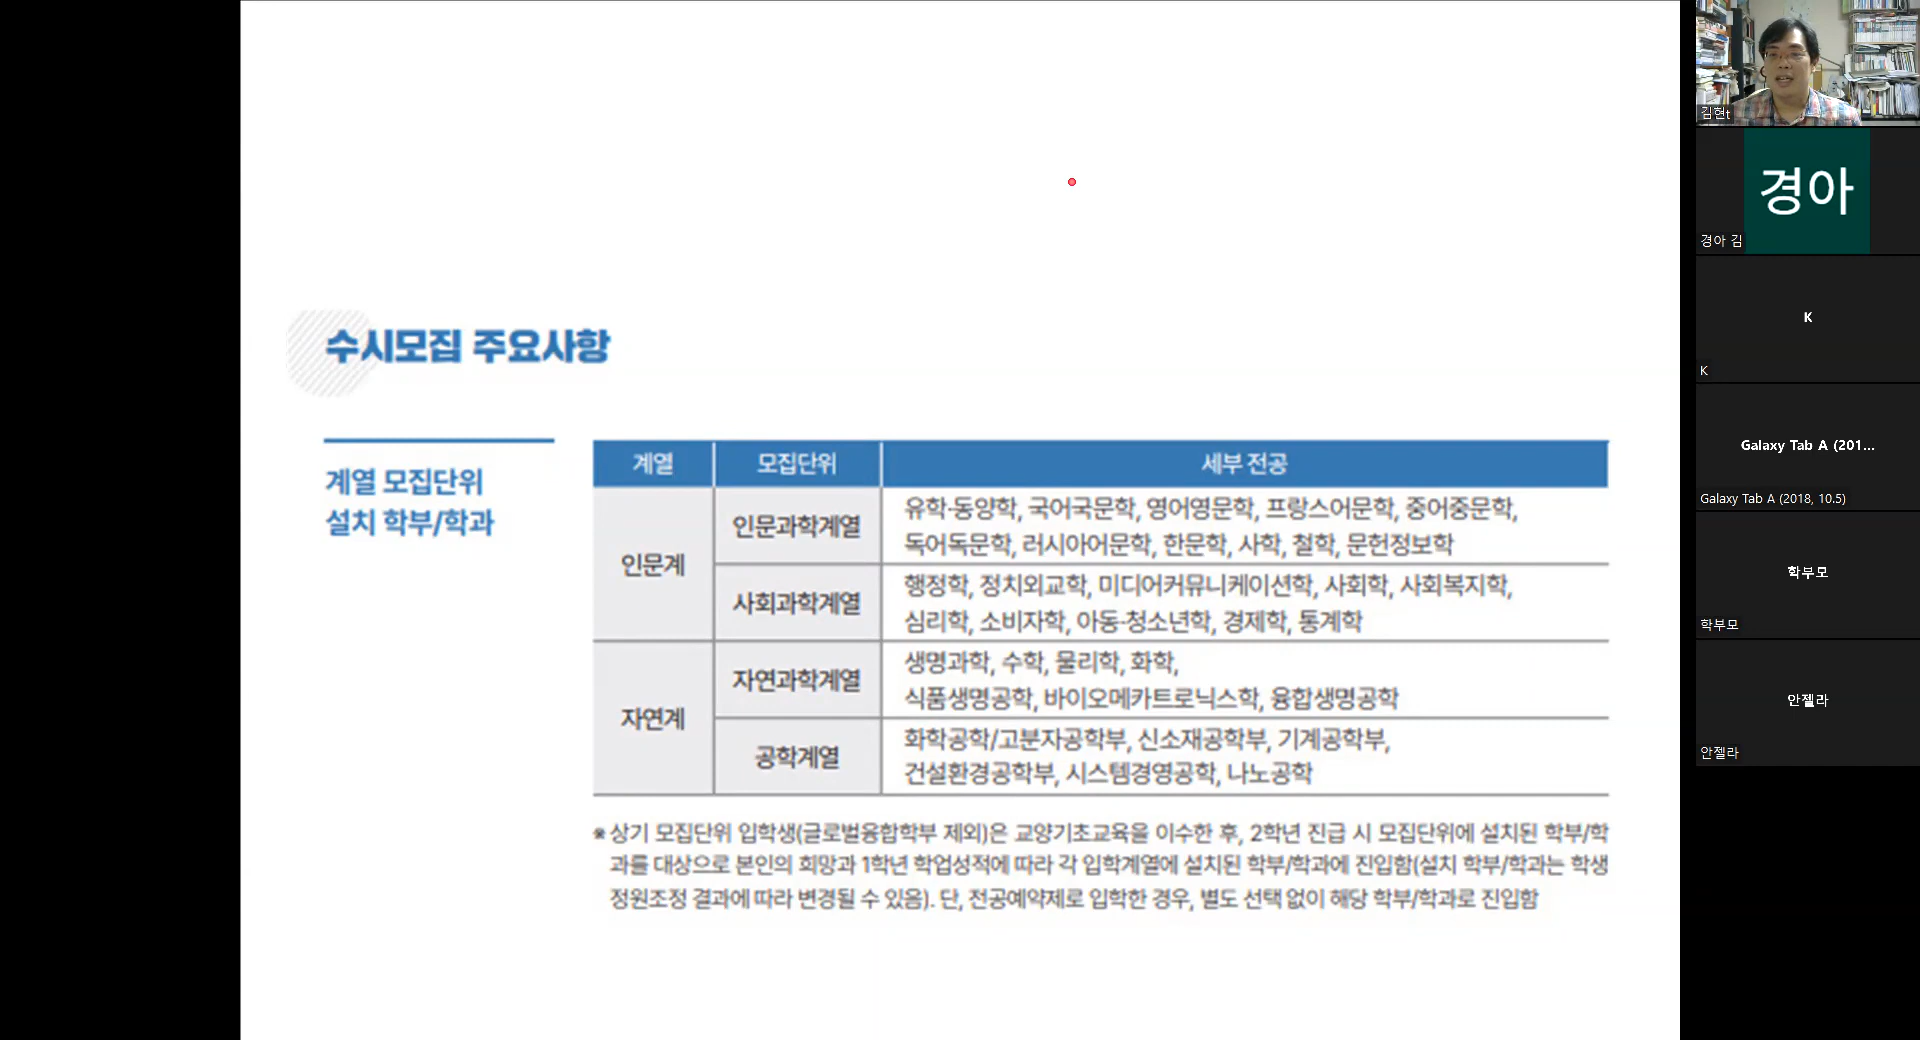 수시모집 주요사항
계열 모집단위
설치 학부/학과
계열 모집단위 세부 전공
인문계
인문과학계열
유학·동양학, 국어국문학, 영어영문학, 프랑스어문학, 중어중문학,
독어독문학, 러시아어문학, 한문학, 사학, 철학, 문헌정보학
사회과학계열
행정학, 정치외교학, 미디어커뮤니케이션학, 사회학, 사회복지학,
심리학, 소비자학, 아동·청소년학, 경제학, 통계학
자연계
자연과학계열
생명과학, 수학, 물리학, 화학,
식품생명공학, 바이오메카트로닉스학, 융합생명공학
공학계열
화학공학/고분자공학부, 신소재공학부, 기계공학부,
건설환경공학부, 시스템경영공학, 나노공학
※ 상기 모집단위 입학생(글로벌융합학부 제외)은 교양기초교육을 이수한 후, 2학년 진급 시 모집단위에 설치된 학부/학
과를 대상으로 본인의 희망과 1학년 학업성적에 따라 각 입학계열에 설치된 학부/학과에 진입함(설치 학부/학과는 학생
정원조정 결과에 따라 변경될 수 있음). 단, 전공예약제로 입학한 경우, 별도 선택 없이 해당 학부/학과로 진입함
김현t
경아
경아 김
K
K
Galaxy Tab A (201...
Galaxy Tab A (2018, 10.5)
학부모
학부모
안젤라
안젤라